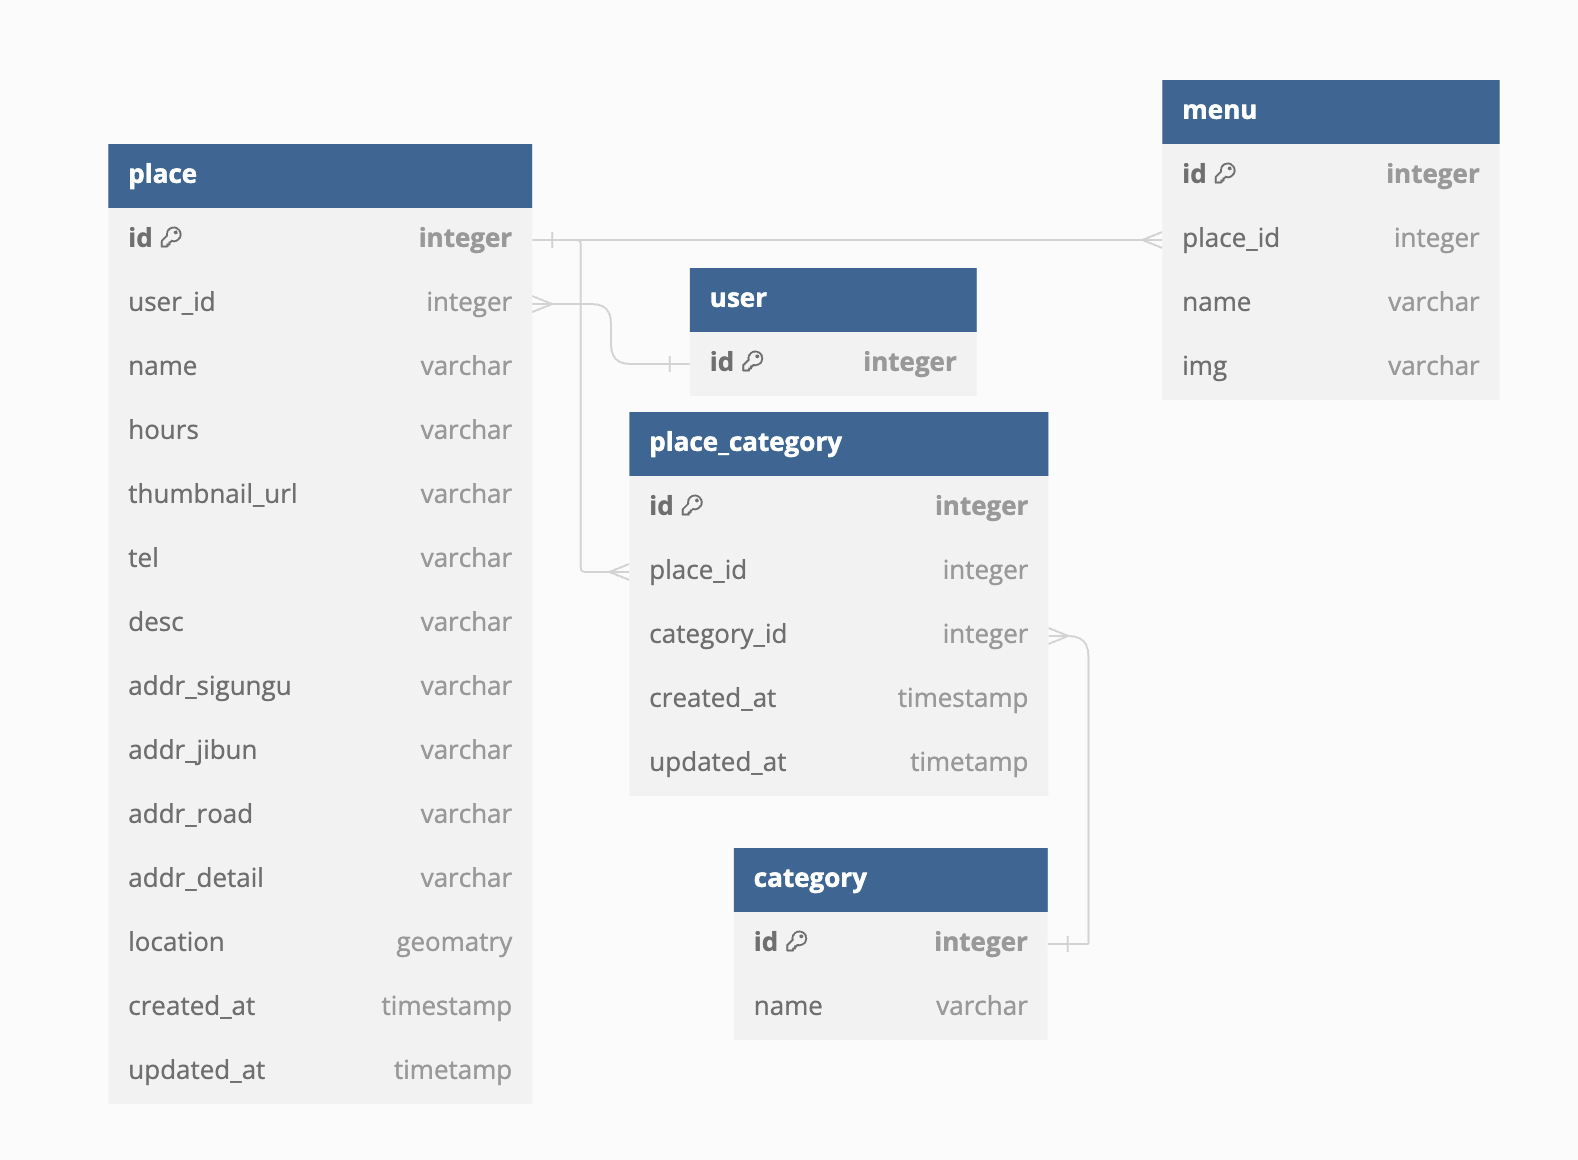 place
id integer
user_id integer
name varchar
hours varchar
thumbnail_url varchar
tel varchar
desc varchar
addr_sigungu varchar
addr_jibun varchar
addr_road varchar
addr_detail varchar
location geomatry
created_at timestamp
updated_at timetamp
user
id integer
place_category
id integer
place_id integer
category_id integer
created_at timestamp
updated_at timetamp
category
id integer
name varchar
menu
id integer
place_id integer
name varchar
img varchar